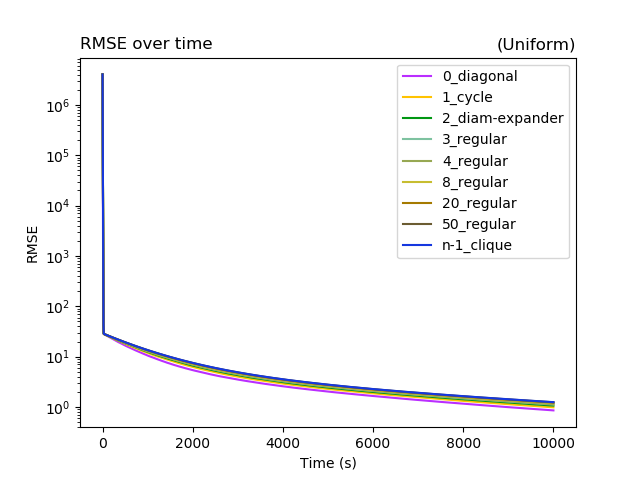 RMSE over time
(Uniform)
0_diagonal
1_cycle
2_diam-expander
3_regular
4_regular
8_regular
20_regular
50_regular
n-1_clique
RMSE
10^6
10^5
10^4
10^3
10^2
10^1
10^0
0 2000 4000 6000 8000 10000
Time (s)